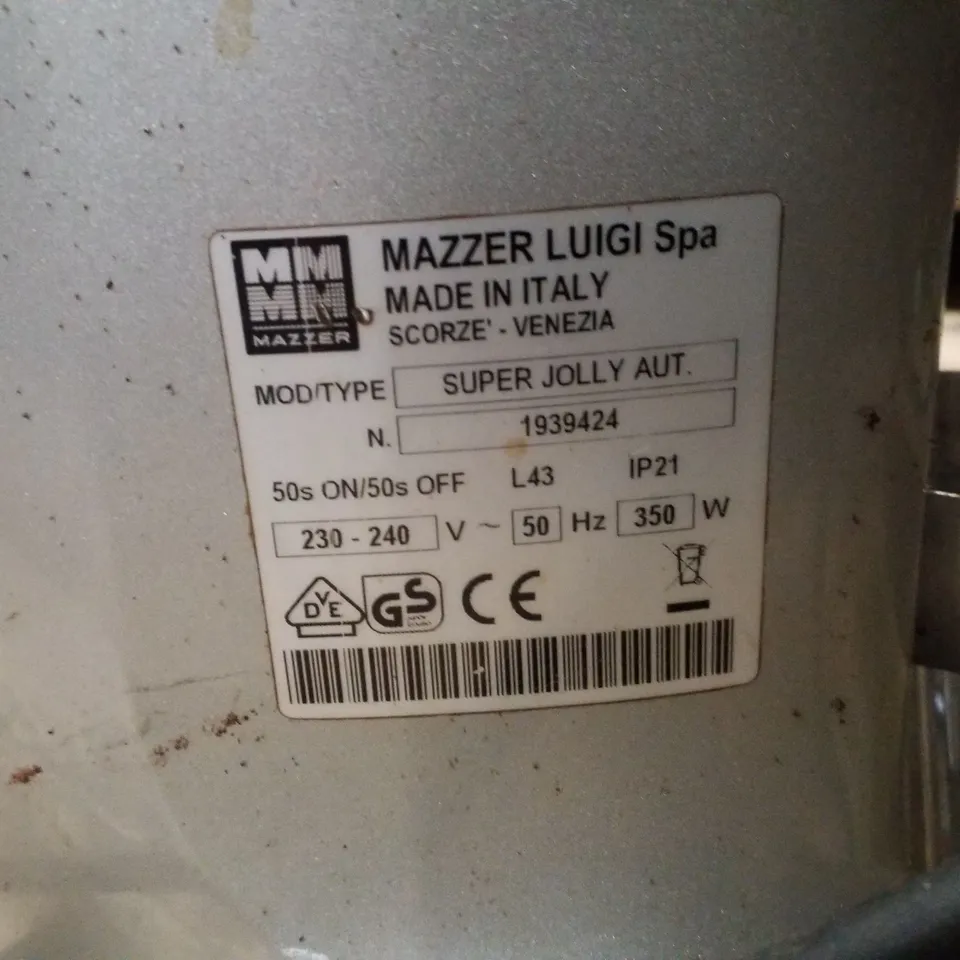 MAZZER
MAZZER LUIGI Spa
MADE IN ITALY
SCORZE' - VENEZIA
MOD/TYPE SUPER JOLLY AUT.
N. 1939424
50s ON/50s OFF L43 IP21
230 - 240 V ~ 50 Hz 350 W
DVE GS CE